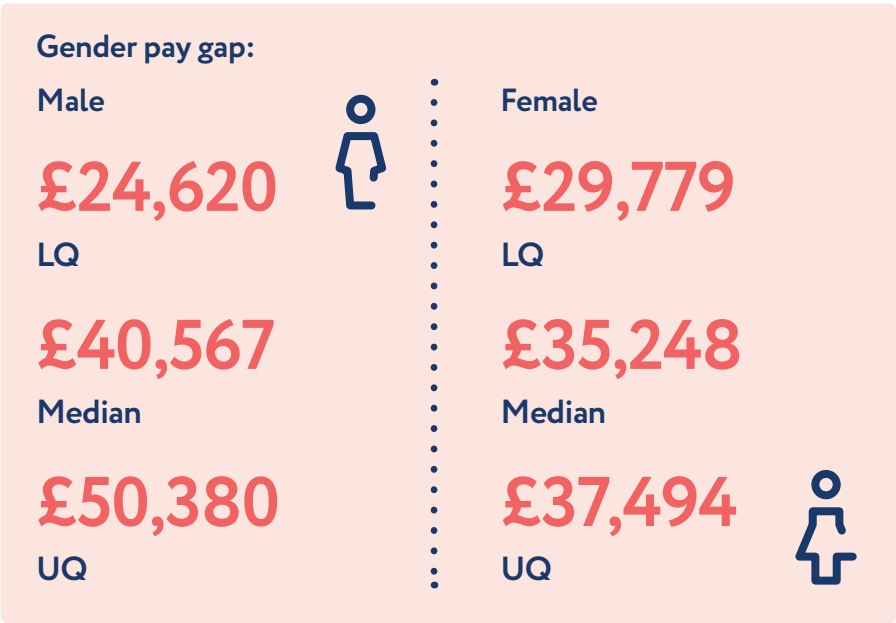 Gender pay gap:
Male
£24,620
LQ
£40,567
Median
£50,380
UQ
Female
£29,779
LQ
£35,248
Median
£37,494
UQ